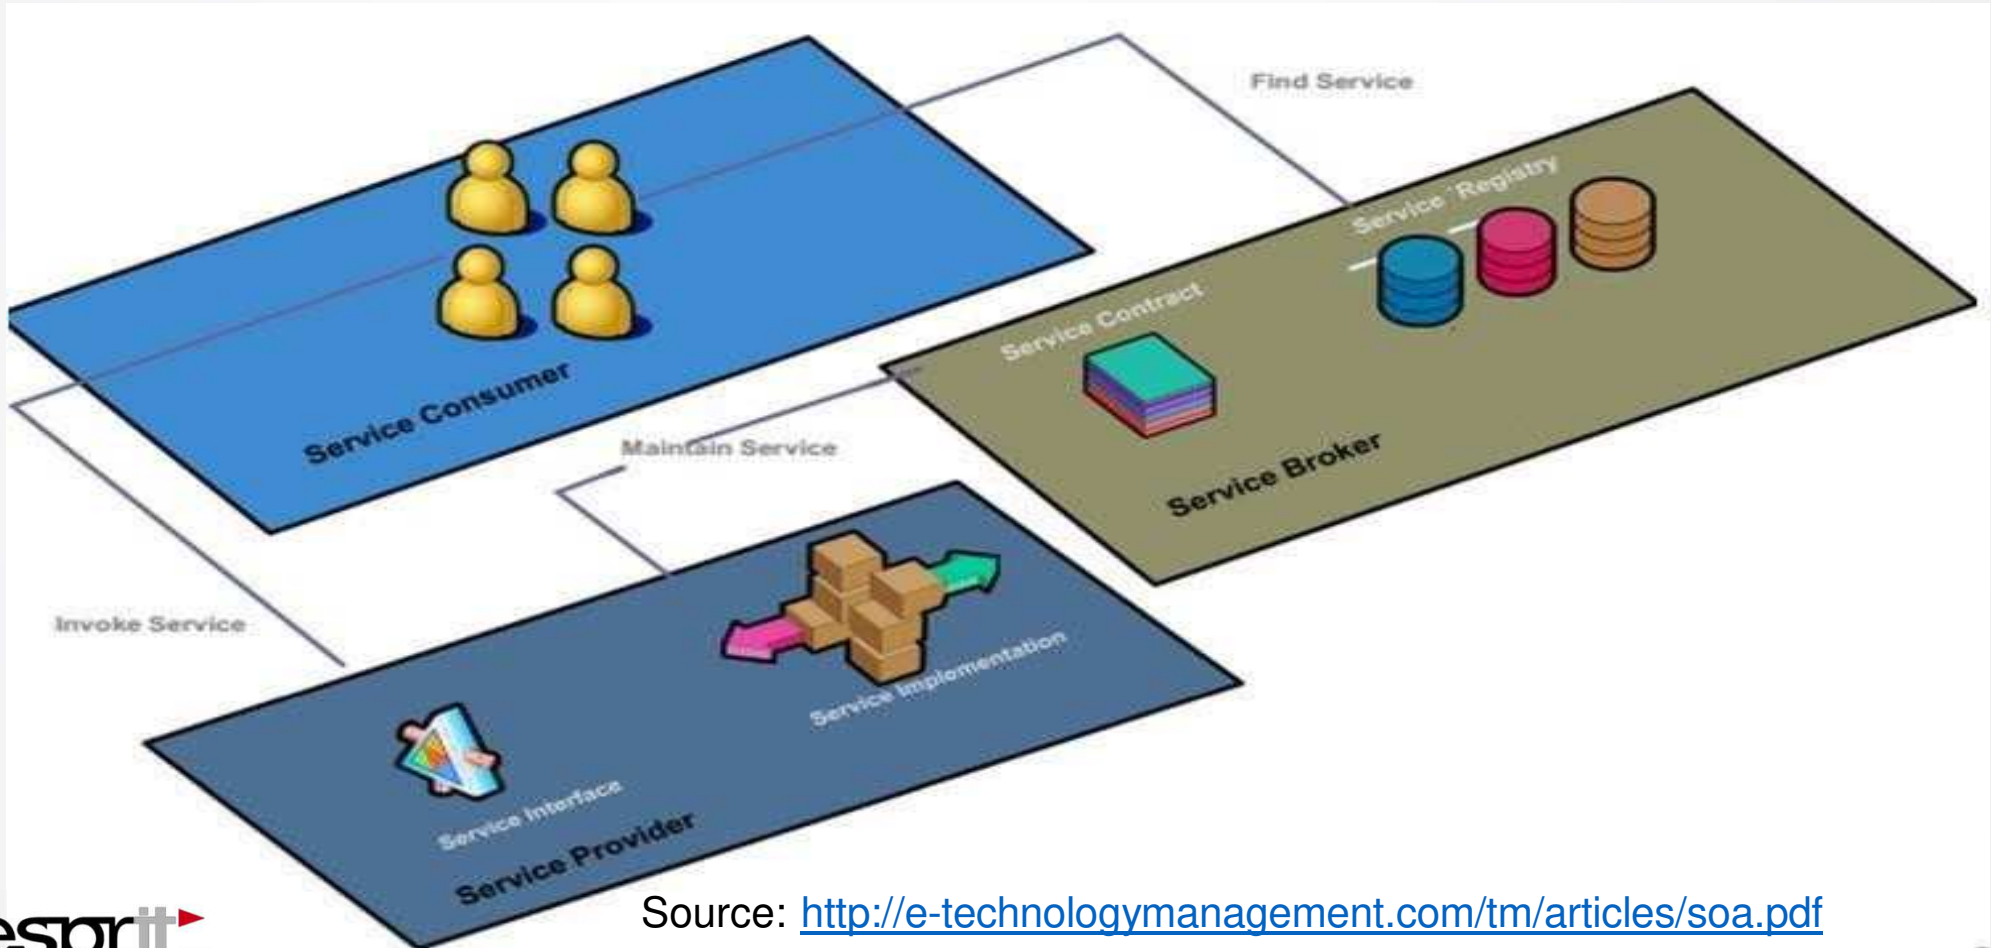 Find Service
Service Registry
Service Contract
Service Consumer
Maintain Service
Service Broker
Invoke Service
Service Implementation
Service Interface
Service Provider
esprit
Source: http://e-technologymanagement.com/tm/articles/soa.pdf